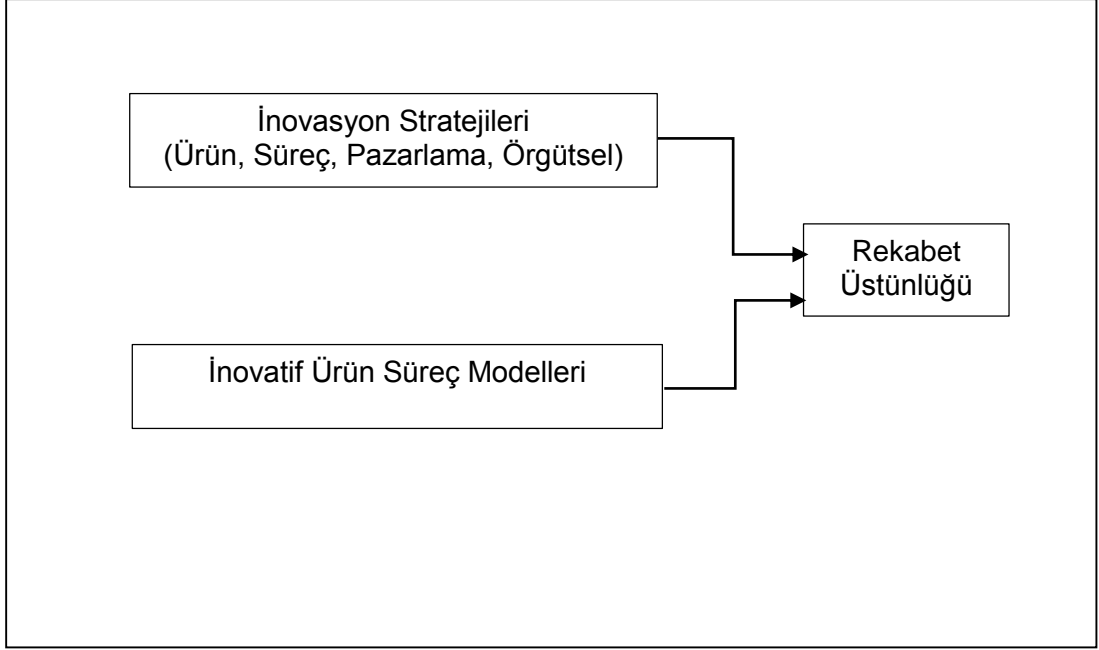 İnovasyon Stratejileri
(Ürün, Süreç, Pazarlama, Örgütsel)
Rekabet
Üstünlüğü
İnovatif Ürün Süreç Modelleri